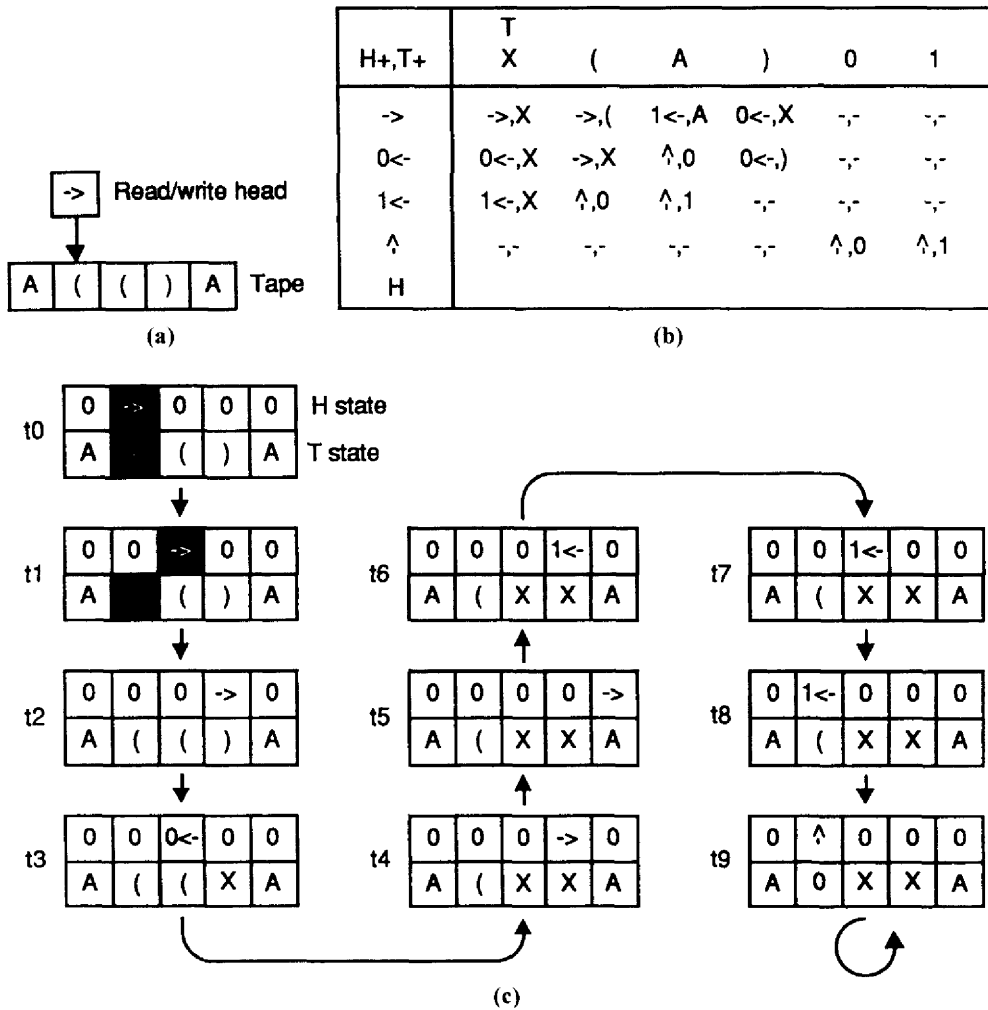 -> Read/write head
A ( ( ) A Tape
(a)
T
H+,T+ X ( A ) 0 1
-> ->,X ->,( 1<-,A 0<-,X -,- -,-
0<- 0<-,X ->,X ^,0 0<-,) -,- -,-
1<- 1<-,X ^,0 ^,1 -,- -,- -,-
^ -,- -,- -,- -,- ^,0 ^,1
H
(b)
t0
0 -> 0 0 0 H state
A ( ) A T state
t1
0 0 -> 0 0
A ( ) A
t2
0 0 0 -> 0
A ( ( ) A
t3
0 0 0<- 0 0
A ( ( X A
t6
0 0 0 1<- 0
A ( X X A
t5
0 0 0 0 ->
A ( X X A
t4
0 0 0 -> 0
A ( X X A
t7
0 0 1<- 0 0
A ( X X A
t8
0 1<- 0 0 0
A ( X X A
t9
0 ^ 0 0 0
A 0 X X A
(c)